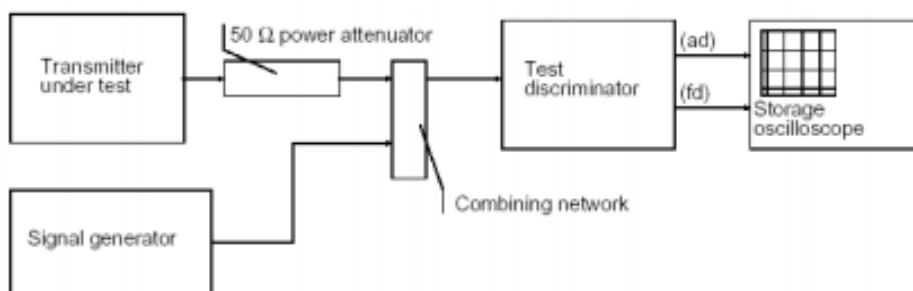 50 Ω power attenuator
Transmitter
under test
Test
discriminator
(ad)
(fd)
Storage
oscilloscope
Combining network
Signal generator